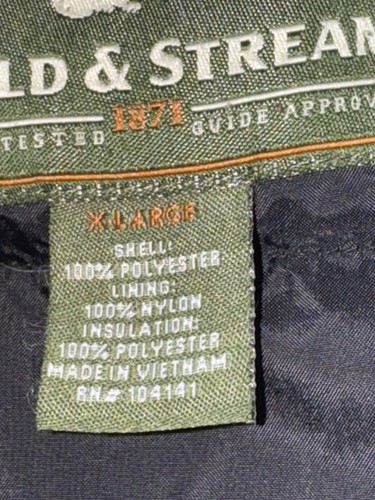 LD & STREAM
TESTED 1871 GUIDE APPROV
X-LARGE
SHELL:
100% POLYESTER
LINING:
100% NYLON
INSULATION:
100% POLYESTER
MADE IN VIETNAM
RN# 104141